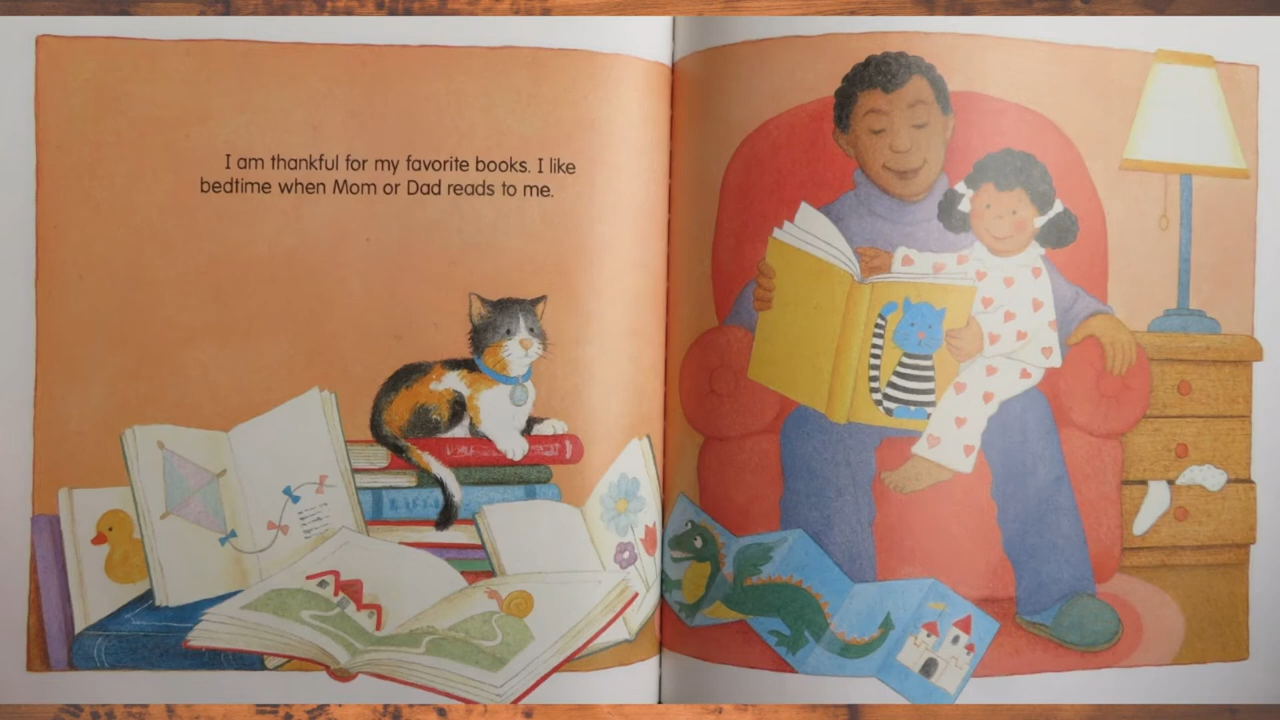 I am thankful for my favorite books. I like
bedtime when Mom or Dad reads to me.